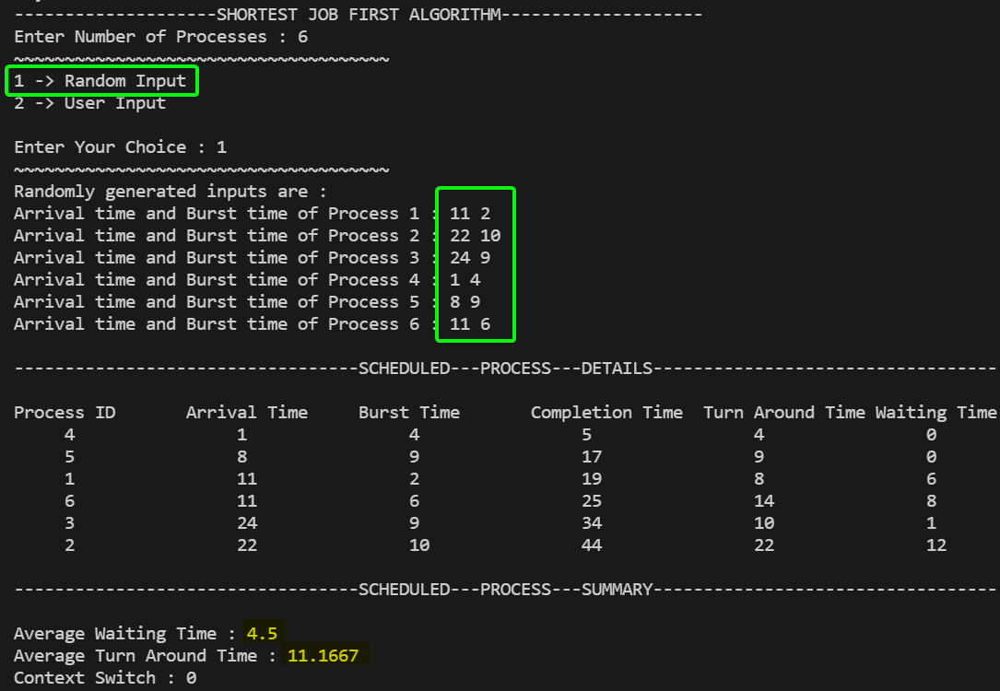 --------------------SHORTEST JOB FIRST ALGORITHM--------------------
Enter Number of Processes : 6
~~~~~~~~~~~~~~~~~~~~~~~~~~~~~~~~~~~~~
1 -> Random Input
2 -> User Input
Enter Your Choice : 1
~~~~~~~~~~~~~~~~~~~~~~~~~~~~~~~~~~~~~
Randomly generated inputs are :
Arrival time and Burst time of Process 1 : 11 2
Arrival time and Burst time of Process 2 : 22 10
Arrival time and Burst time of Process 3 : 24 9
Arrival time and Burst time of Process 4 : 1 4
Arrival time and Burst time of Process 5 : 8 9
Arrival time and Burst time of Process 6 : 11 6
----------------------------------SCHEDULED---PROCESS---DETAILS----------------------------------
Process ID Arrival Time Burst Time Completion Time Turn Around Time Waiting Time
4 1 4 5 4 0
5 8 9 17 9 0
1 11 2 19 8 6
6 11 6 25 14 8
3 24 9 34 10 1
2 22 10 44 22 12
----------------------------------SCHEDULED---PROCESS---SUMMARY----------------------------------
Average Waiting Time : 4.5
Average Turn Around Time : 11.1667
Context Switch : 0